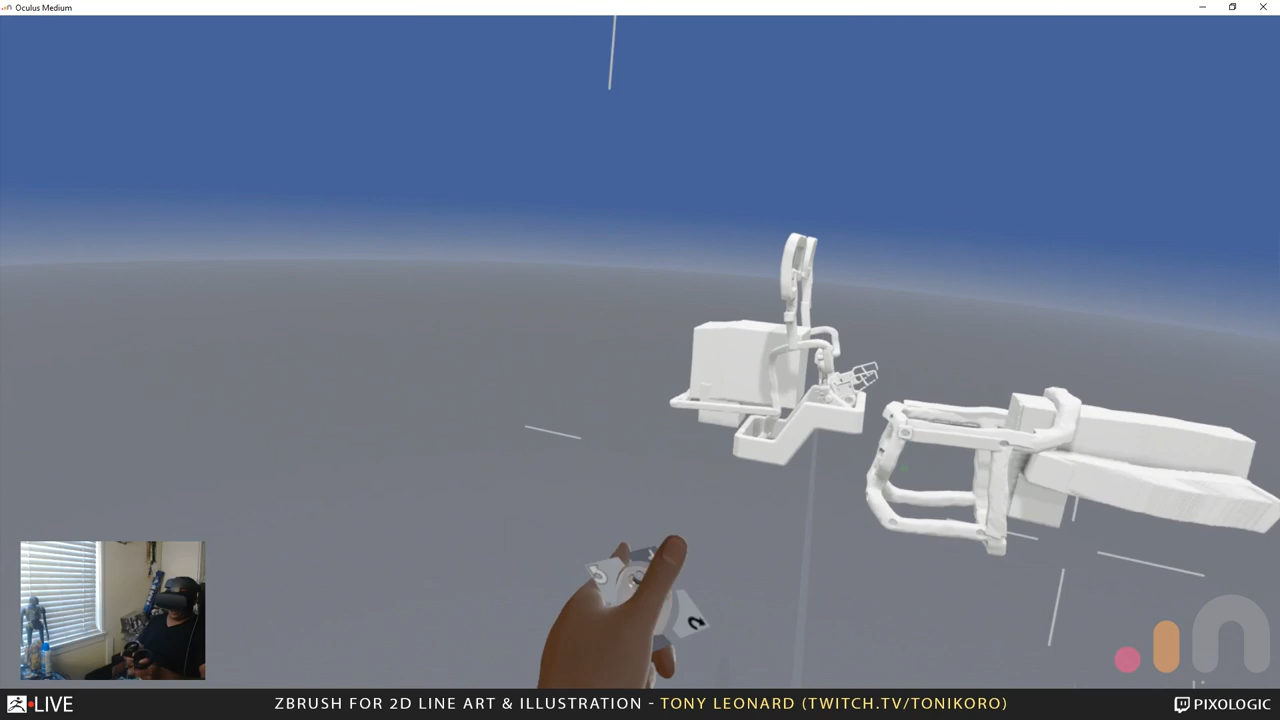 Oculus Medium
LIVE
ZBRUSH FOR 2D LINE ART & ILLUSTRATION - TONY LEONARD (TWITCH.TV/TONIKORO)
PIXOLOGIC